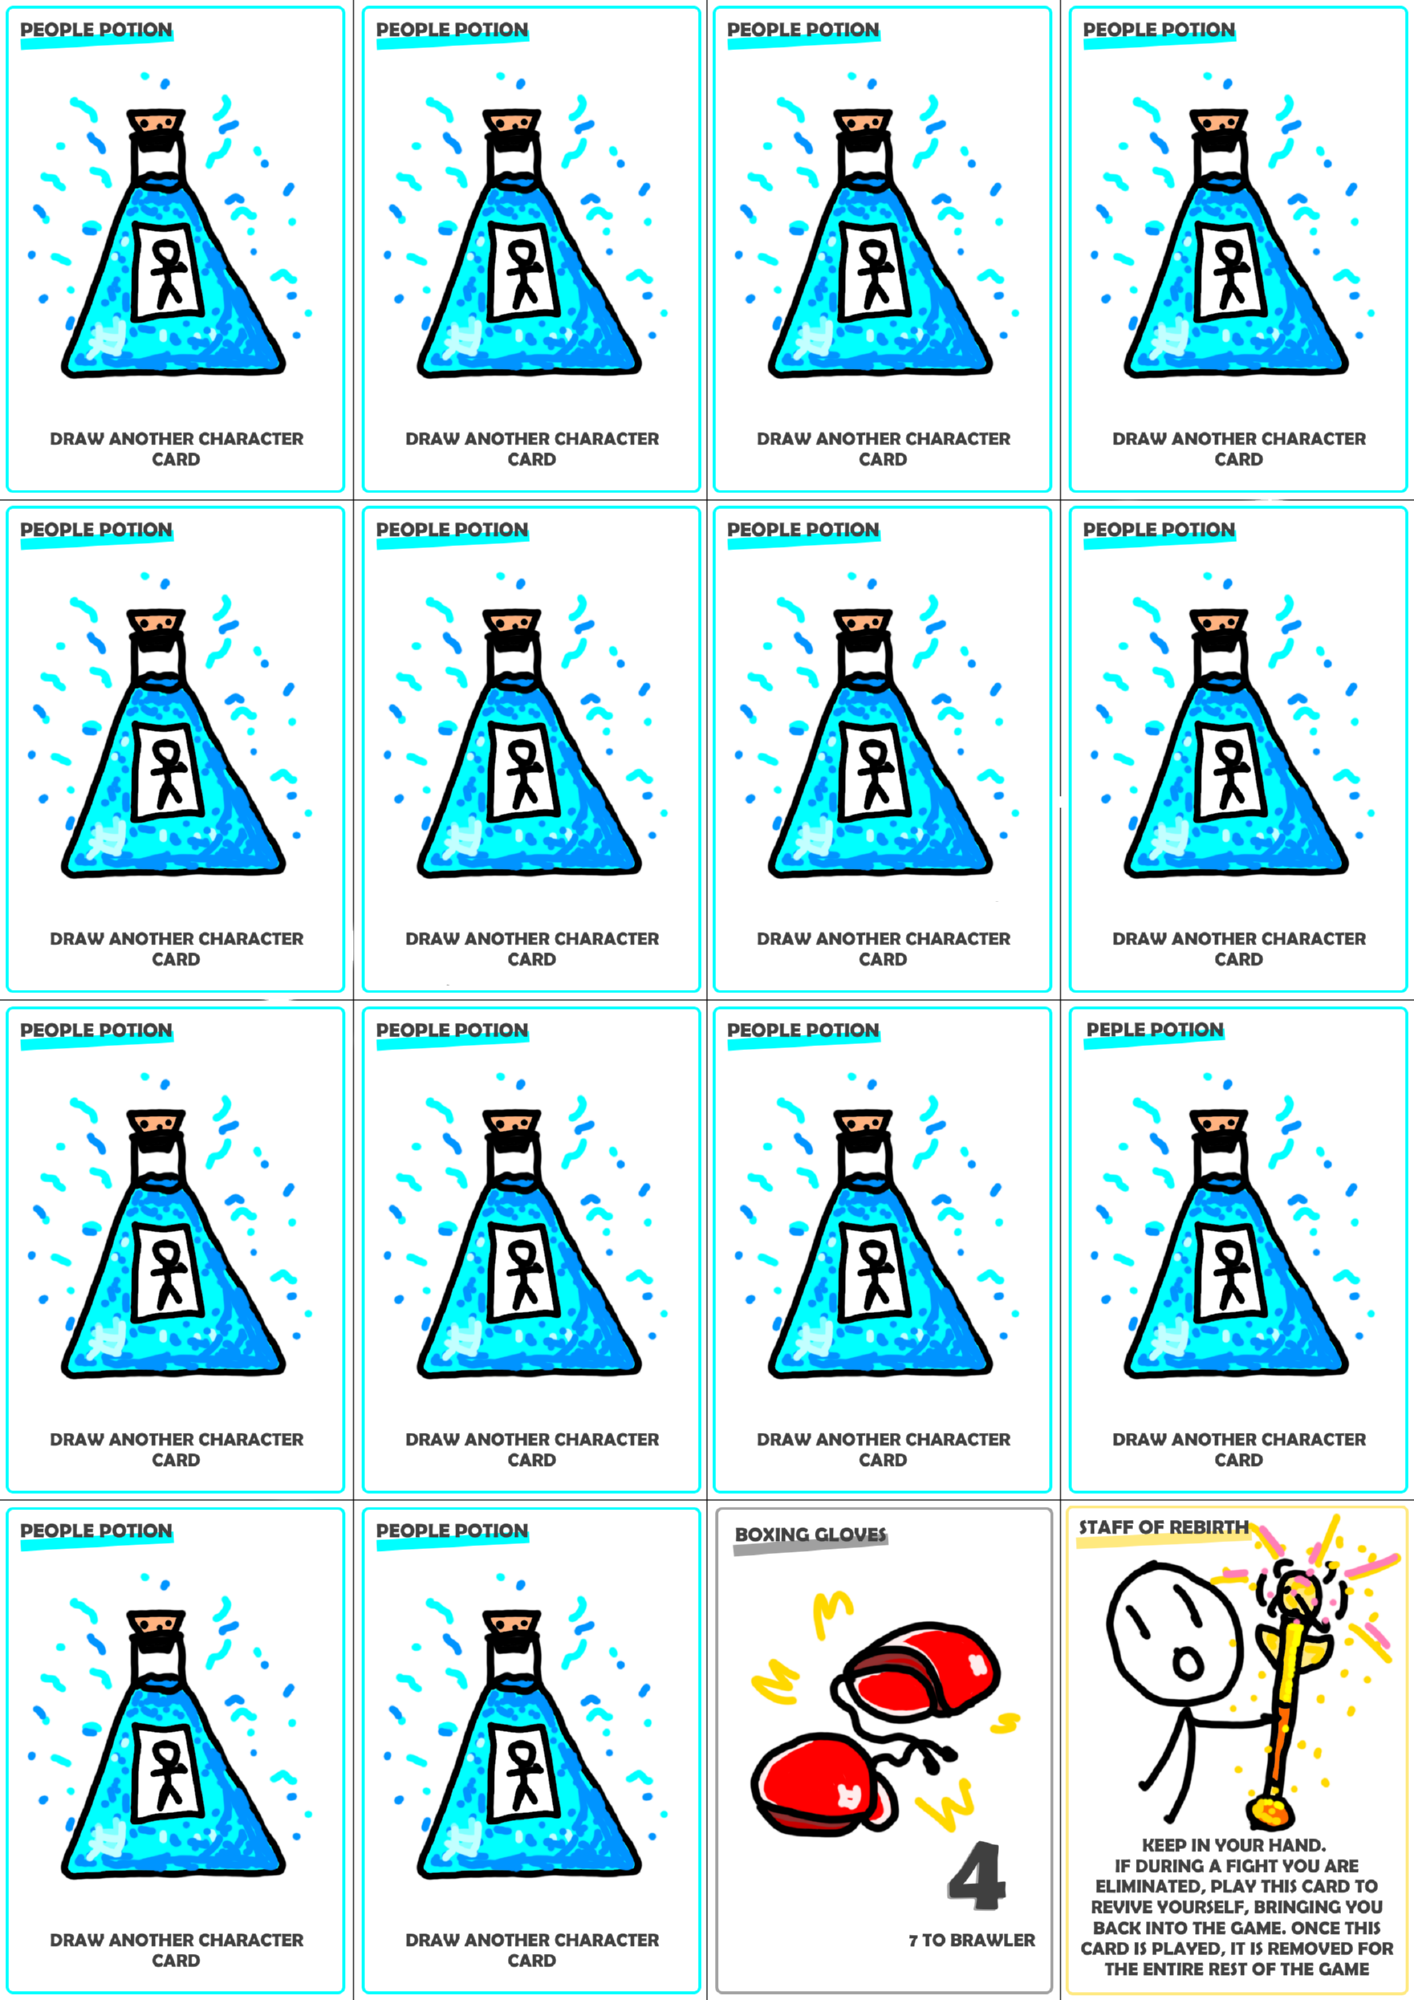 PEOPLE POTION
DRAW ANOTHER CHARACTER
CARD
PEOPLE POTION
DRAW ANOTHER CHARACTER
CARD
PEOPLE POTION
DRAW ANOTHER CHARACTER
CARD
PEOPLE POTION
DRAW ANOTHER CHARACTER
CARD
PEOPLE POTION
DRAW ANOTHER CHARACTER
CARD
PEOPLE POTION
DRAW ANOTHER CHARACTER
CARD
PEOPLE POTION
DRAW ANOTHER CHARACTER
CARD
PEOPLE POTION
DRAW ANOTHER CHARACTER
CARD
PEOPLE POTION
DRAW ANOTHER CHARACTER
CARD
PEOPLE POTION
DRAW ANOTHER CHARACTER
CARD
PEOPLE POTION
DRAW ANOTHER CHARACTER
CARD
PEPLE POTION
DRAW ANOTHER CHARACTER
CARD
PEOPLE POTION
DRAW ANOTHER CHARACTER
CARD
PEOPLE POTION
DRAW ANOTHER CHARACTER
CARD
BOXING GLOVES
4
7 TO BRAWLER
STAFF OF REBIRTH
KEEP IN YOUR HAND.
IF DURING A FIGHT YOU ARE
ELIMINATED, PLAY THIS CARD TO
REVIVE YOURSELF, BRINGING YOU
BACK INTO THE GAME. ONCE THIS
CARD IS PLAYED, IT IS REMOVED FOR
THE ENTIRE REST OF THE GAME